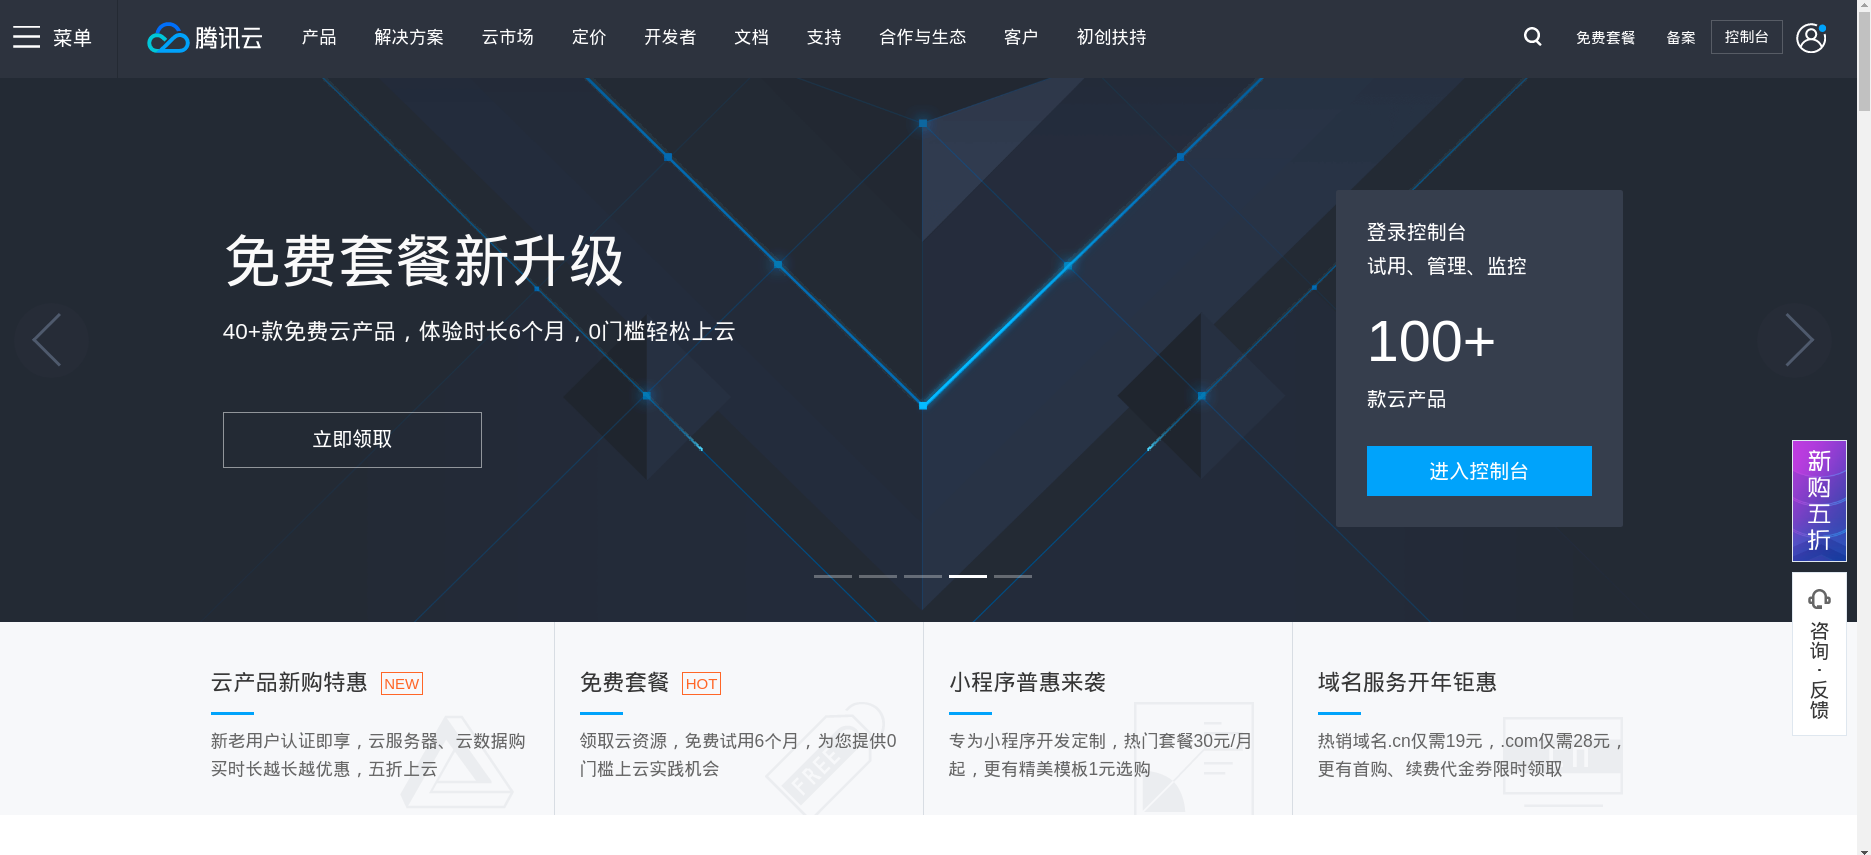 菜单
腾讯云
产品 解决方案 云市场 定价 开发者 文档 支持 合作与生态 客户 初创扶持
免费套餐 备案 控制台
免费套餐新升级
40+款免费云产品，体验时长6个月，0门槛轻松上云
立即领取
登录控制台
试用、管理、监控
100+
款云产品
进入控制台
新购五折
咨询·反馈
云产品新购特惠 NEW
新老用户认证即享，云服务器、云数据购
买时长越长越优惠，五折上云
免费套餐 HOT
领取云资源，免费试用6个月，为您提供0
门槛上云实践机会
FREE
小程序普惠来袭
专为小程序开发定制，热门套餐30元/月
起，更有精美模板1元选购
域名服务开年钜惠
热销域名.cn仅需19元，.com仅需28元，
更有首购、续费代金券限时领取